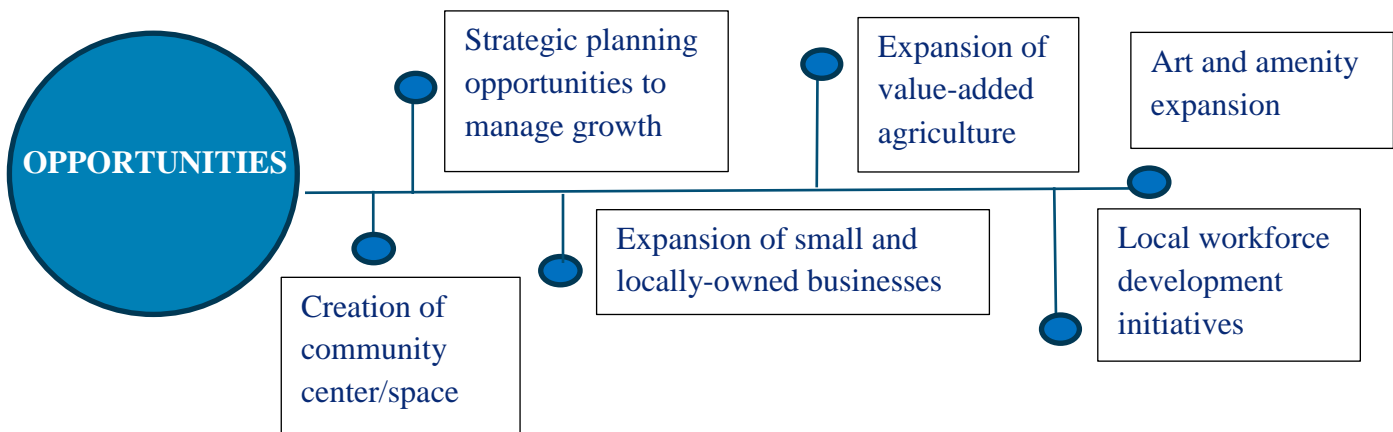 OPPORTUNITIES
Strategic planning
opportunities to
manage growth
Expansion of
value-added
agriculture
Art and amenity
expansion
Creation of
community
center/space
Expansion of small and
locally-owned businesses
Local workforce
development
initiatives